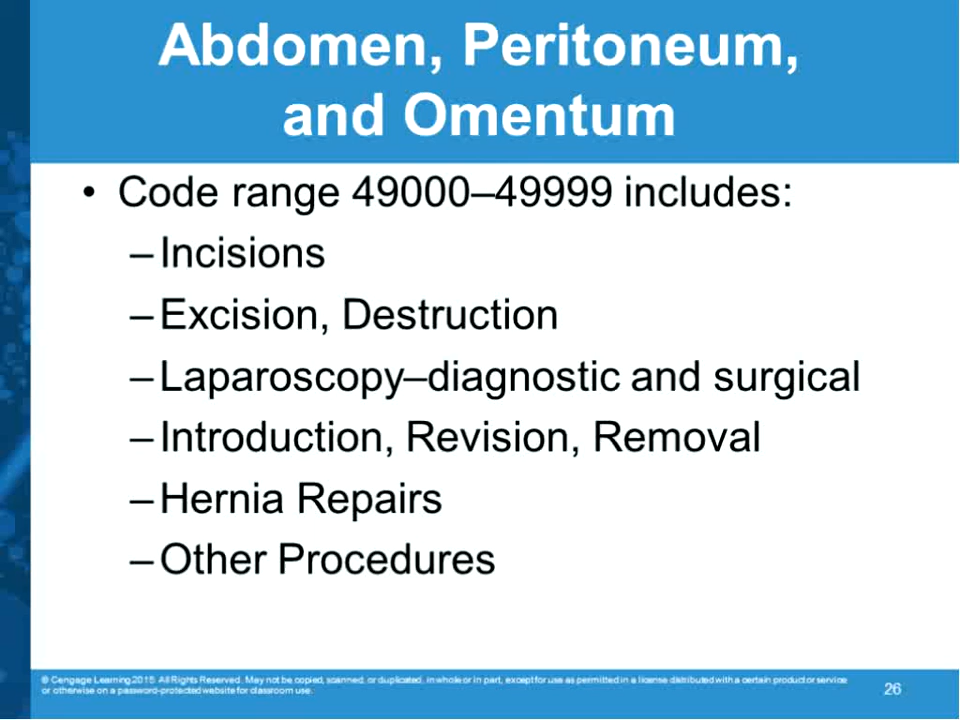 Abdomen, Peritoneum,
and Omentum
• Code range 49000–49999 includes:
–Incisions
–Excision, Destruction
–Laparoscopy–diagnostic and surgical
–Introduction, Revision, Removal
–Hernia Repairs
–Other Procedures
© Cengage Learning 2015. All Rights Reserved. May not be copied, scanned, or duplicated, in whole or in part, except for use as permitted in a license distributed with a certain product or service
or otherwise on a password-protected website for classroom use.
26